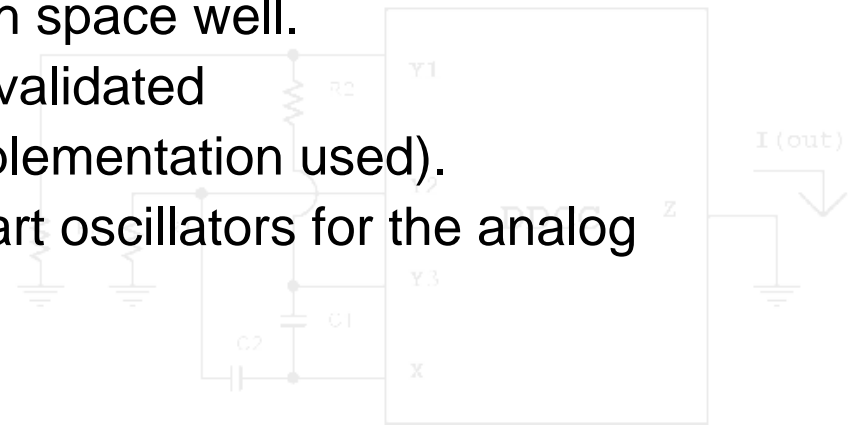 n space well.
validated
plementation used).
art oscillators for the analog
Y1
R2
I(out)
Z
Y3
C1
C2
X